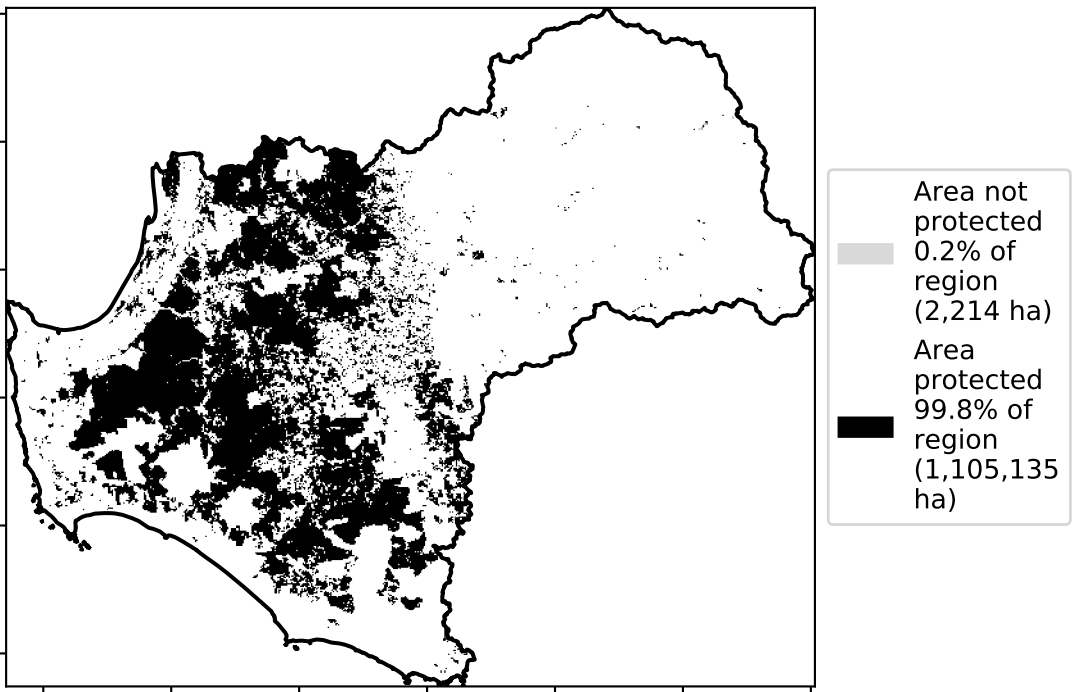 Area not
protected
0.2% of
region
(2,214 ha)
Area
protected
99.8% of
region
(1,105,135
ha)